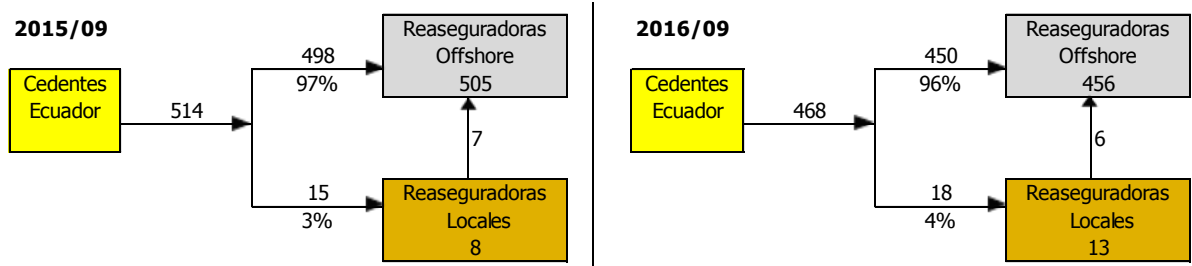 2015/09
Cedentes
Ecuador
514
498
97%
Reaseguradoras
Offshore
505
7
15
3%
Reaseguradoras
Locales
8
2016/09
Cedentes
Ecuador
468
450
96%
Reaseguradoras
Offshore
456
6
18
4%
Reaseguradoras
Locales
13